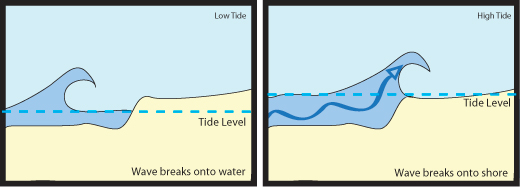 Low Tide
Tide Level
Wave breaks onto water
High Tide
Tide Level
Wave breaks onto shore